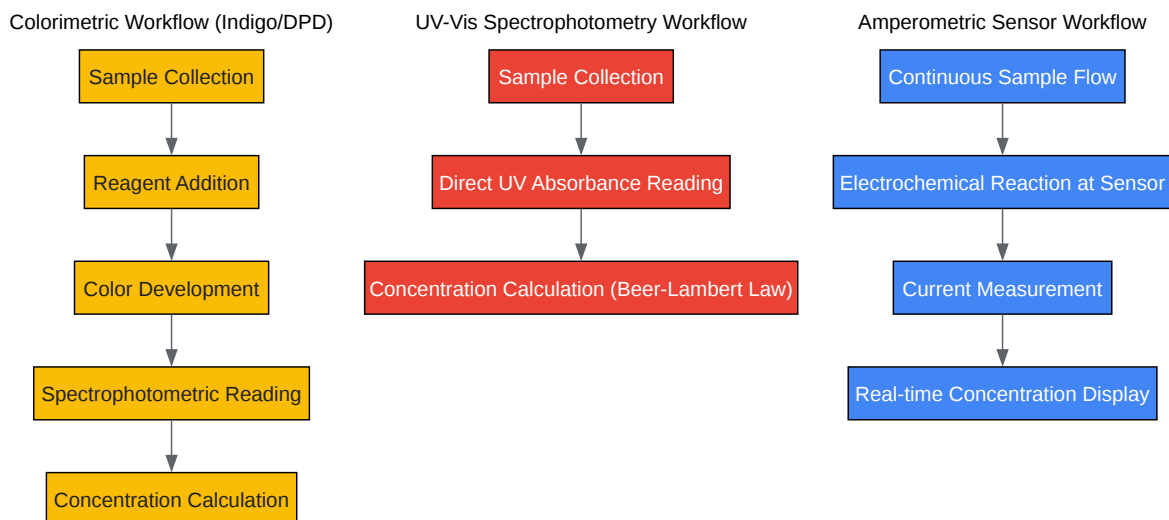 Colorimetric Workflow (Indigo/DPD)
Sample Collection
Reagent Addition
Color Development
Spectrophotometric Reading
Concentration Calculation
UV-Vis Spectrophotometry Workflow
Sample Collection
Direct UV Absorbance Reading
Concentration Calculation (Beer-Lambert Law)
Amperometric Sensor Workflow
Continuous Sample Flow
Electrochemical Reaction at Sensor
Current Measurement
Real-time Concentration Display